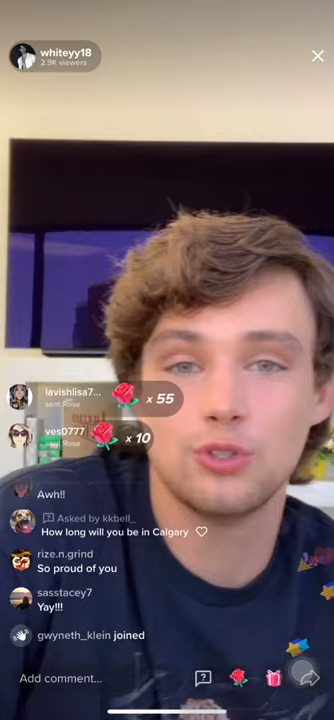 whiteyy18
2.9K viewers
lavishlisa7...
sent Rose
x 55
ves0777
sent Rose
x 10
Awh!!
Asked by kkbell_
How long will you be in Calgary
rize.n.grind
So proud of you
sasstacey7
Yay!!!
gwyneth_klein joined
Add comment...